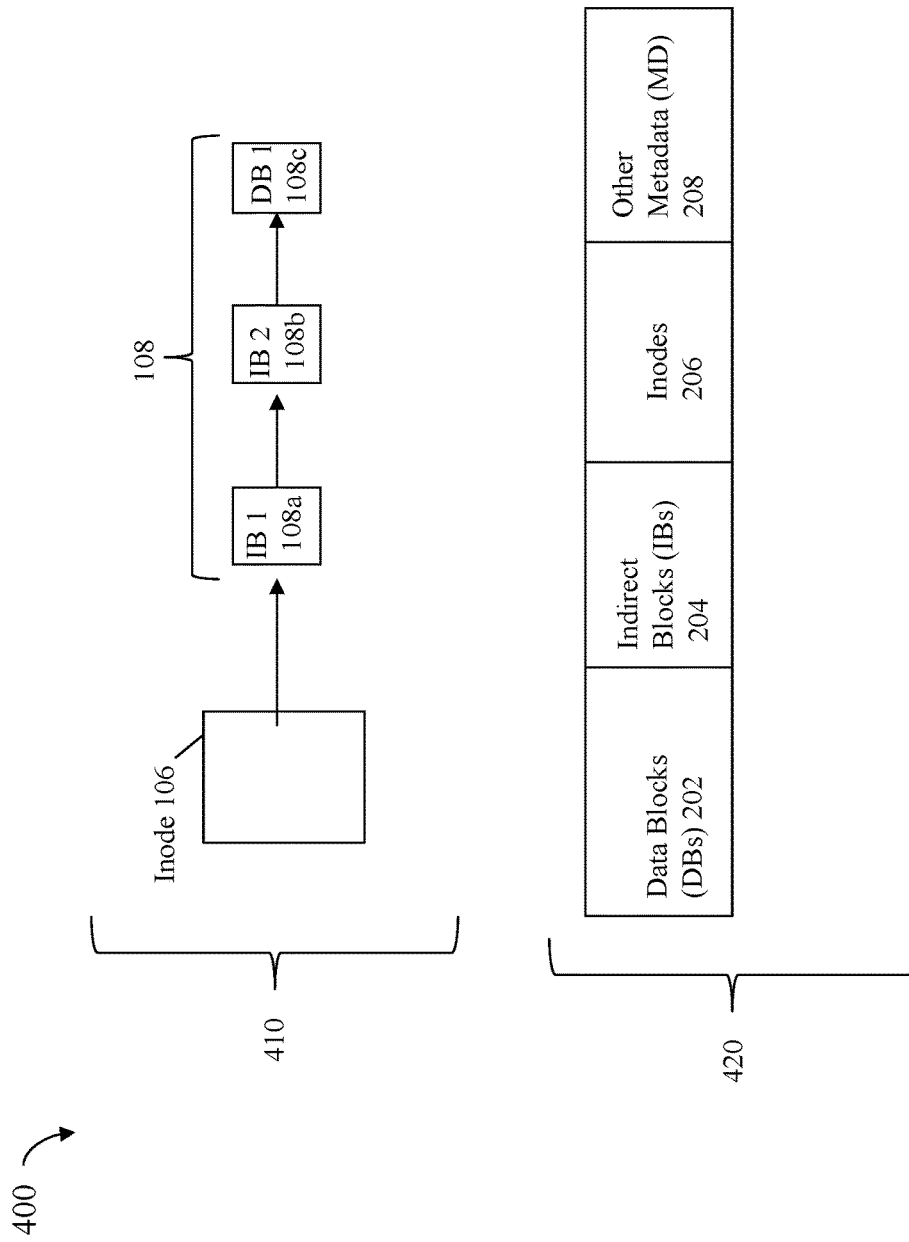 400
410
Inode 106
108
IB 1
108a
IB 2
108b
DB 1
108c
420
Data Blocks
(DBs) 202
Indirect
Blocks (IBs)
204
Inodes
206
Other
Metadata (MD)
208